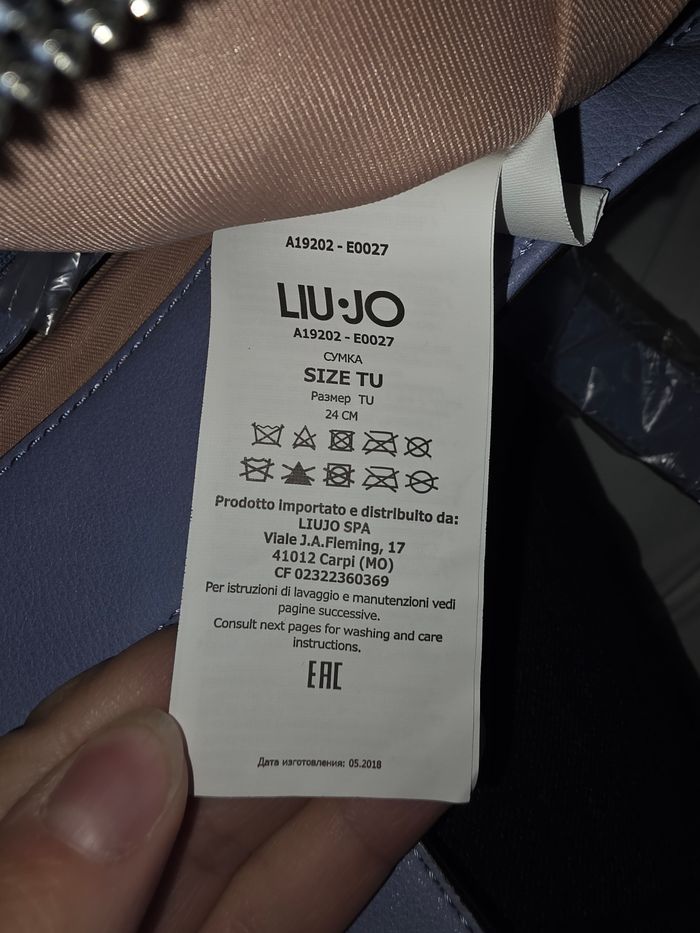 A19202 - E0027
LIU·JO
A19202 - E0027
СУМКА
SIZE TU
Размер TU
24 CM
Prodotto importato e distribuito da:
LIUJO SPA
Viale J.A.Fleming, 17
41012 Carpi (MO)
CF 02322360369
Per istruzioni di lavaggio e manutenzioni vedi
pagine successive.
Consult next pages for washing and care
instructions.
EAC
Дата изготовления: 05.2018